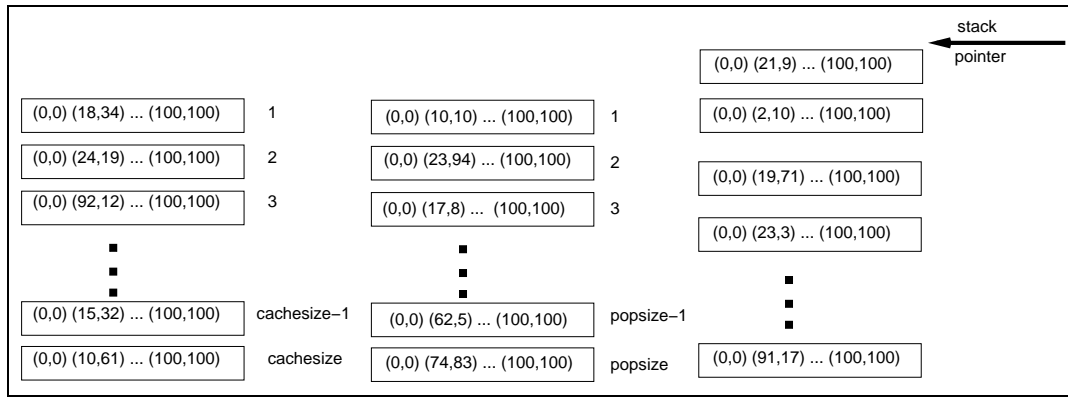 stack
pointer
(0,0) (21,9) ... (100,100)
(0,0) (18,34) ... (100,100) 1
(0,0) (10,10) ... (100,100) 1
(0,0) (2,10) ... (100,100)
(0,0) (24,19) ... (100,100) 2
(0,0) (23,94) ... (100,100) 2
(0,0) (19,71) ... (100,100)
(0,0) (92,12) ... (100,100) 3
(0,0) (17,8) ... (100,100) 3
(0,0) (23,3) ... (100,100)
(0,0) (15,32) ... (100,100) cachesize−1
(0,0) (62,5) ... (100,100) popsize−1
(0,0) (10,61) ... (100,100) cachesize
(0,0) (74,83) ... (100,100) popsize
(0,0) (91,17) ... (100,100)